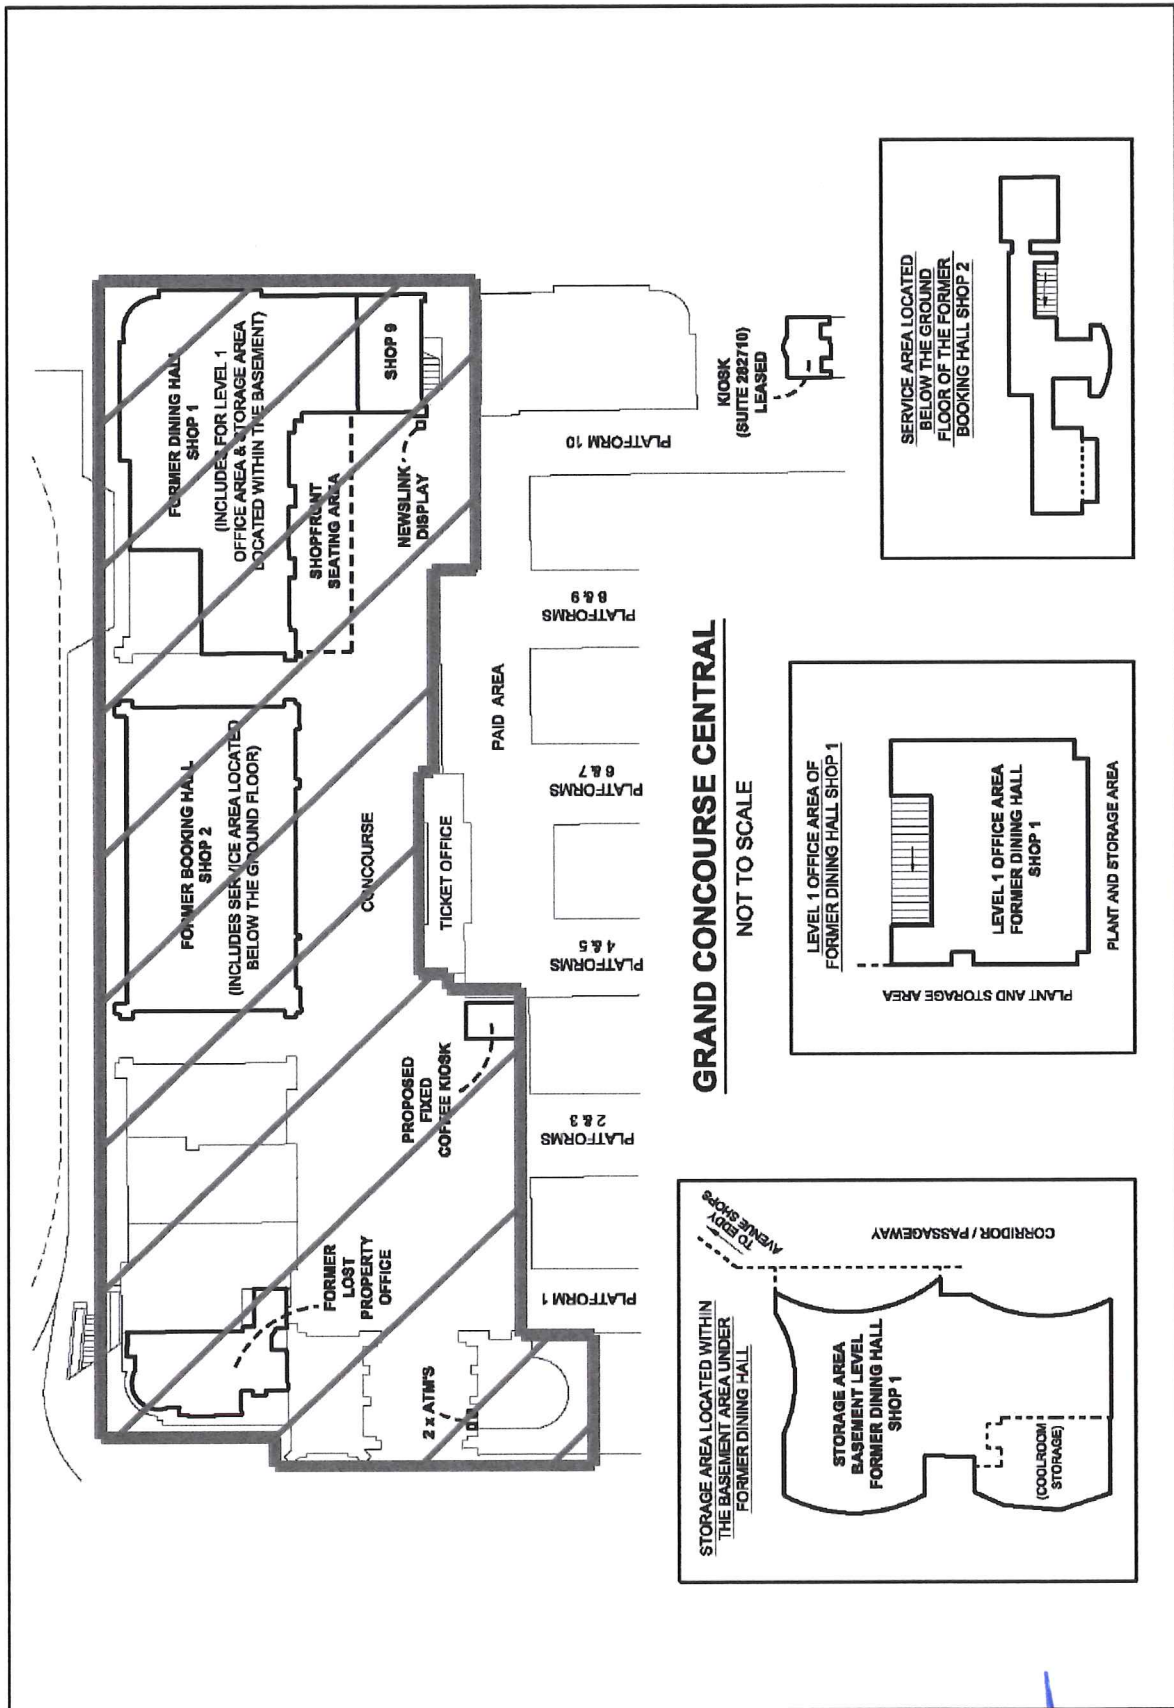 FORMER DINING HALL
SHOP 1
(INCLUDES FOR LEVEL 1
OFFICE AREA & STORAGE AREA
LOCATED WITHIN THE BASEMENT)
SHOP 9
SHOPFRONT
SEATING AREA
NEWSLINK
DISPLAY
FORMER BOOKING HALL
SHOP 2
(INCLUDES SERVICE AREA LOCATED
BELOW THE GROUND FLOOR)
CONCOURSE
TICKET OFFICE
PAID AREA
PROPOSED
FIXED
COFFEE KIOSK
FORMER
LOST
PROPERTY
OFFICE
2 x ATM'S
PLATFORM 1
PLATFORMS
2 & 3
PLATFORMS
4 & 5
PLATFORMS
6 & 7
PLATFORMS
8 & 9
PLATFORM 10
KIOSK
(SUITE 282710)
LEASED
GRAND CONCOURSE CENTRAL
NOT TO SCALE
STORAGE AREA LOCATED WITHIN
THE BASEMENT AREA UNDER
FORMER DINING HALL
TO EDDY
AVENUE SHOPS
CORRIDOR / PASSAGEWAY
STORAGE AREA
BASEMENT LEVEL
FORMER DINING HALL
SHOP 1
(COOLROOM
STORAGE)
LEVEL 1 OFFICE AREA OF
FORMER DINING HALL SHOP 1
LEVEL 1 OFFICE AREA
FORMER DINING HALL
SHOP 1
PLANT AND STORAGE AREA
PLANT AND STORAGE AREA
SERVICE AREA LOCATED
BELOW THE GROUND
FLOOR OF THE FORMER
BOOKING HALL SHOP 2